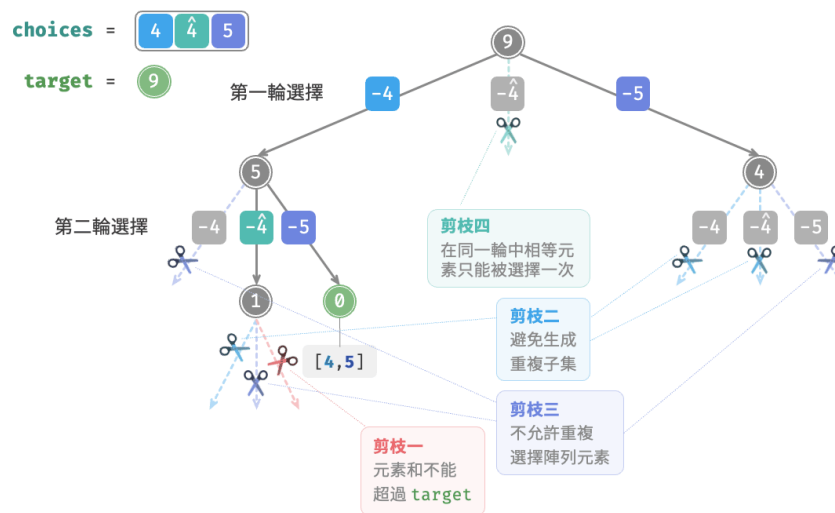 choices = 4 4̂ 5
target = 9
9
第一輪選擇
-4 -4̂ -5
5 4
第二輪選擇
-4 -4̂ -5
-4 -4̂ -5
剪枝四
在同一輪中相等元
素只能被選擇一次
1 0
剪枝二
避免生成
重複子集
[4,5]
剪枝三
不允許重複
選擇陣列元素
剪枝一
元素和不能
超過 target